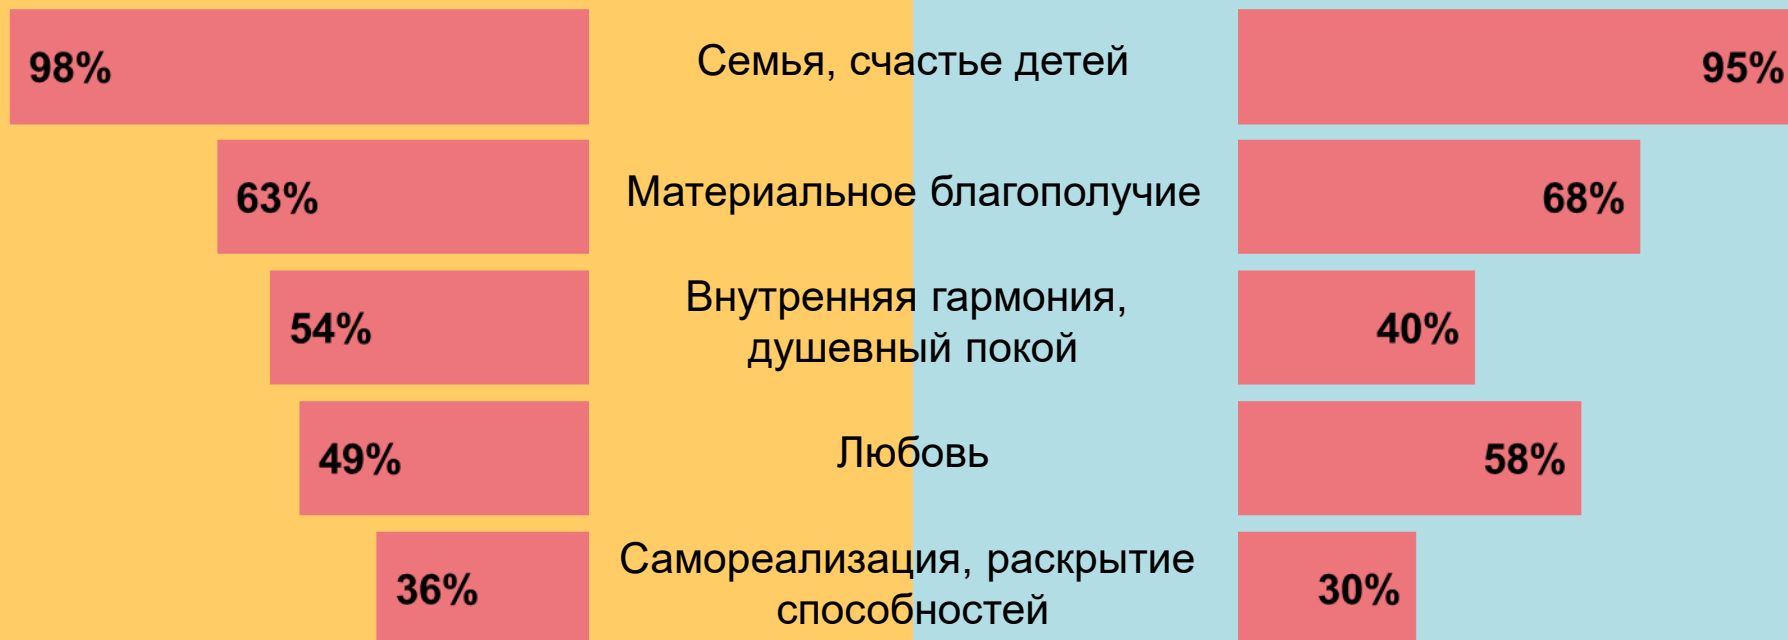 98%
Семья, счастье детей
95%
63%
Материальное благополучие
68%
54%
Внутренняя гармония,
душевный покой
40%
49%
Любовь
58%
36%
Самореализация, раскрытие
способностей
30%